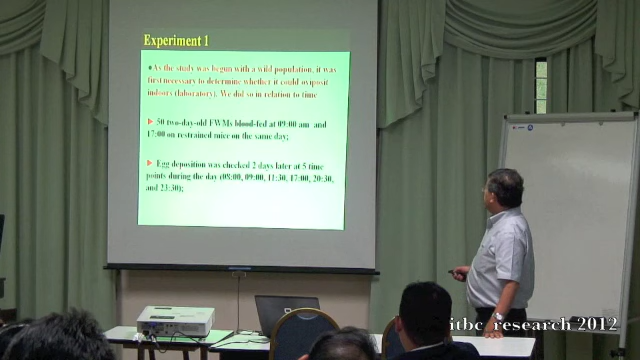 Experiment 1
•As the study was begun with a wild population, it was
first necessary to determine whether it could oviposit
indoors (laboratory). We did so in relation to time
50 two-day-old FWMs blood-fed at 09:00 am and
17:00 on restrained mice on the same day;
Egg deposition was checked 2 days later at 5 time
points during the day (08:00, 09:00, 11:30, 17:00, 20:30,
and 23:30);
itbc_research 2012